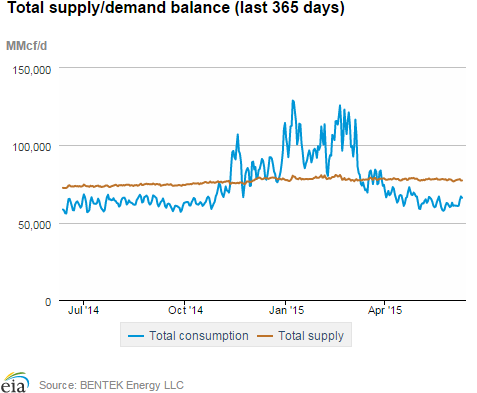 Total supply/demand balance (last 365 days)
MMcf/d
150,000
100,000
50,000
0
Jul '14 Oct '14 Jan '15 Apr '15
Total consumption Total supply
eia Source: BENTEK Energy LLC